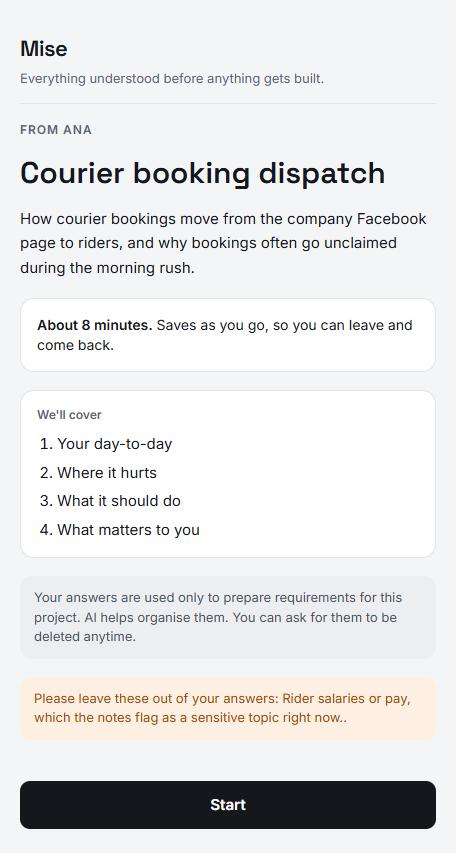 Mise
Everything understood before anything gets built.
FROM ANA
Courier booking dispatch
How courier bookings move from the company Facebook
page to riders, and why bookings often go unclaimed
during the morning rush.
About 8 minutes. Saves as you go, so you can leave and
come back.
We'll cover
1. Your day-to-day
2. Where it hurts
3. What it should do
4. What matters to you
Your answers are used only to prepare requirements for this
project. AI helps organise them. You can ask for them to be
deleted anytime.
Please leave these out of your answers: Rider salaries or pay,
which the notes flag as a sensitive topic right now..
Start